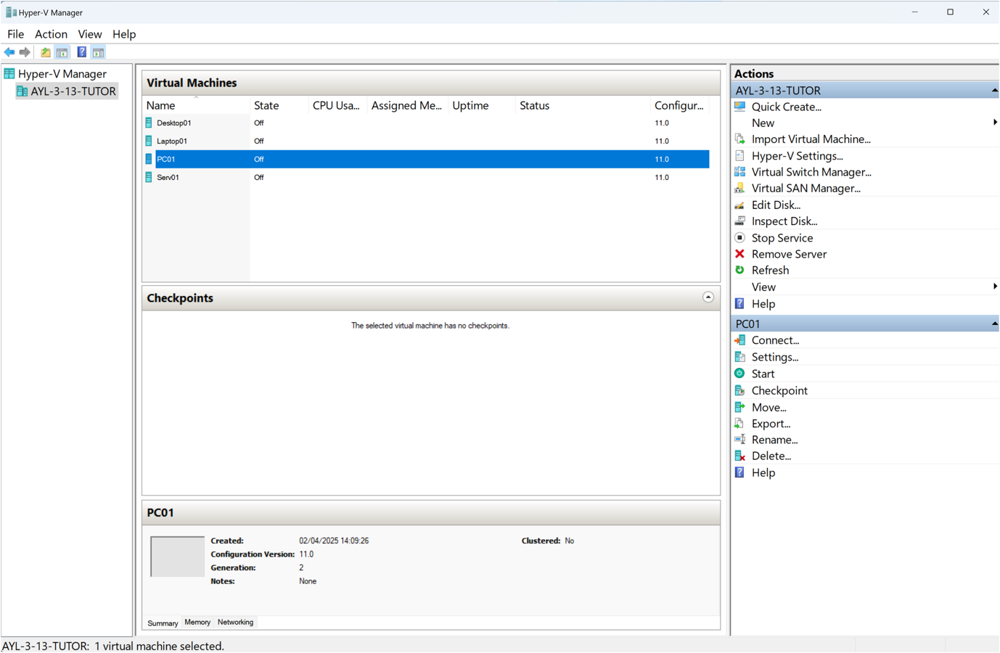 Hyper-V Manager
File Action View Help
Hyper-V Manager
AYL-3-13-TUTOR
Virtual Machines
Name State CPU Usa... Assigned Me... Uptime Status Configur...
Desktop01 Off 11.0
Laptop01 Off 11.0
PC01 Off 11.0
Serv01 Off 11.0
Checkpoints
The selected virtual machine has no checkpoints.
PC01
Created: 02/04/2025 14:09:26 Clustered: No
Configuration Version: 11.0
Generation: 2
Notes: None
Summary Memory Networking
Actions
AYL-3-13-TUTOR
Quick Create...
New
Import Virtual Machine...
Hyper-V Settings...
Virtual Switch Manager...
Virtual SAN Manager...
Edit Disk...
Inspect Disk...
Stop Service
Remove Server
Refresh
View
Help
PC01
Connect...
Settings...
Start
Checkpoint
Move...
Export...
Rename...
Delete...
Help
AYL-3-13-TUTOR: 1 virtual machine selected.